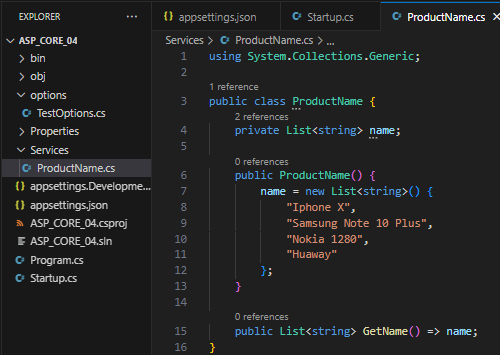 EXPLORER
ASP_CORE_04
bin
obj
options
TestOptions.cs
Properties
Services
ProductName.cs
appsettings.Developme...
appsettings.json
ASP_CORE_04.csproj
ASP_CORE_04.sln
Program.cs
Startup.cs
appsettings.json
Startup.cs
ProductName.cs
Services > ProductName.cs > ...
1 using System.Collections.Generic;
2
1 reference
3 public class ProductName {
2 references
4 private List<string> name;
5
0 references
6 public ProductName() {
7 name = new List<string>() {
8 "Iphone X",
9 "Samsung Note 10 Plus",
10 "Nokia 1280",
11 "Huaway"
12 };
13 }
14
0 references
15 public List<string> GetName() => name;
16 }